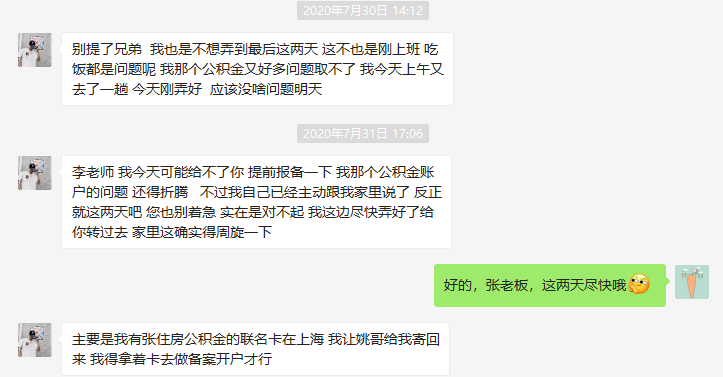 2020年7月30日 14:12
别提了兄弟  我也是不想弄到最后这两天 这不也是刚上班 吃
饭都是问题呢 我那个公积金又好多问题取不了 我今天上午又
去了一趟 今天刚弄好  应该没啥问题明天
2020年7月31日 17:06
李老师 我今天可能给不了你 提前报备一下 我那个公积金账
户的问题 还得折腾   不过我自己已经主动跟我家里说了 反正
就这两天吧 您也别着急 实在是对不起 我这边尽快弄好了给
你转过去 家里这确实得周旋一下
好的，张老板，这两天尽快哦
主要是我有张住房公积金的联名卡在上海 我让姚哥给我寄回
来 我得拿着卡去做备案开户才行